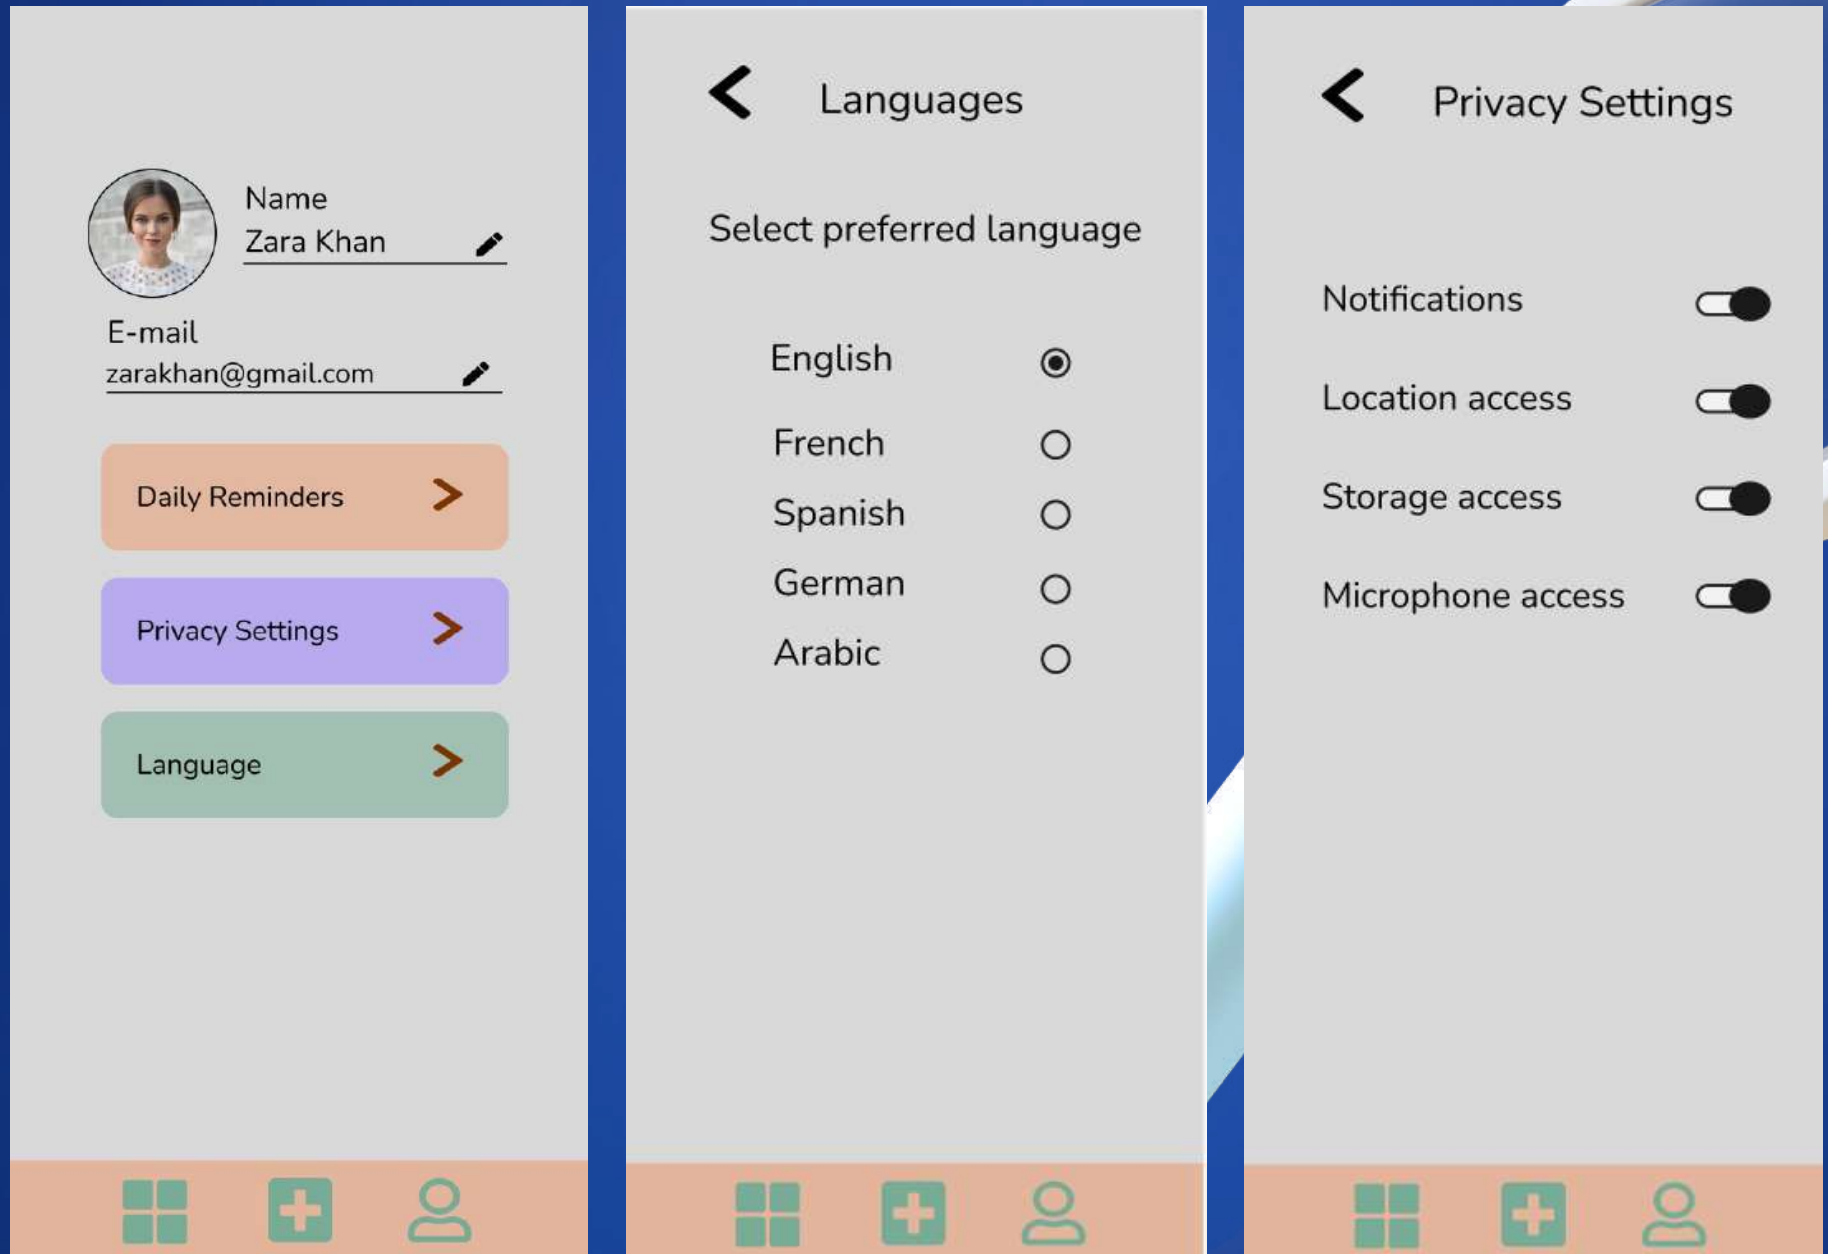 Name
Zara Khan
E-mail
zarakhan@gmail.com
Daily Reminders
Privacy Settings
Language
Languages
Select preferred language
English
French
Spanish
German
Arabic
Privacy Settings
Notifications
Location access
Storage access
Microphone access